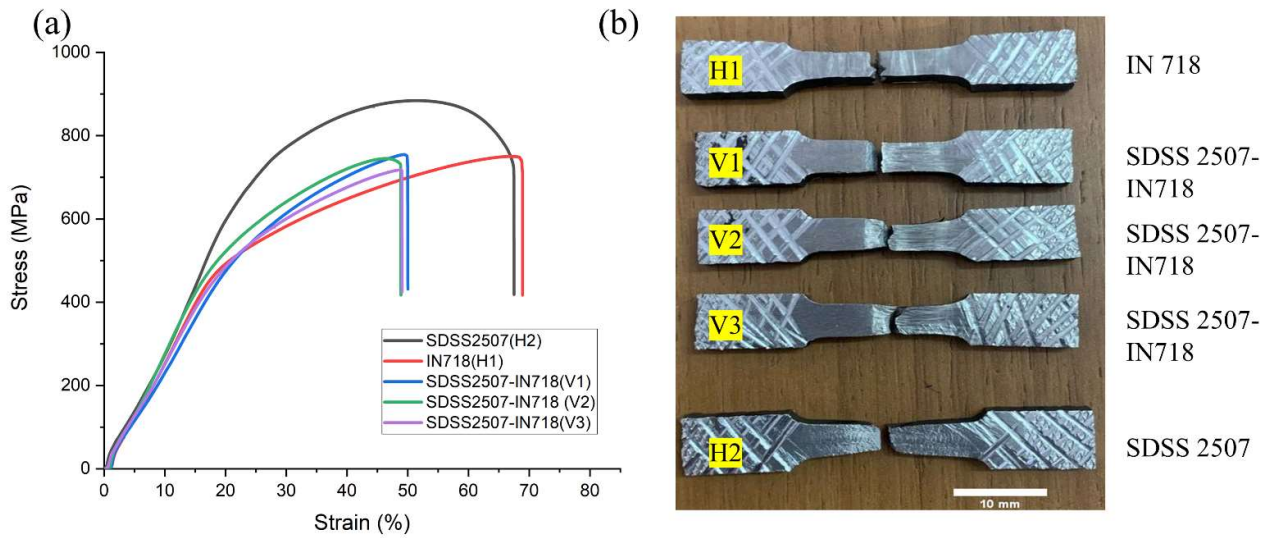 (a)
1000
800
600
400
200
0
Stress (MPa)
0 10 20 30 40 50 60 70 80
Strain (%)
SDSS2507(H2)
IN718(H1)
SDSS2507-IN718(V1)
SDSS2507-IN718 (V2)
SDSS2507-IN718(V3)
(b)
H1
IN 718
V1
SDSS 2507-
IN718
V2
SDSS 2507-
IN718
V3
SDSS 2507-
IN718
H2
SDSS 2507
10 mm